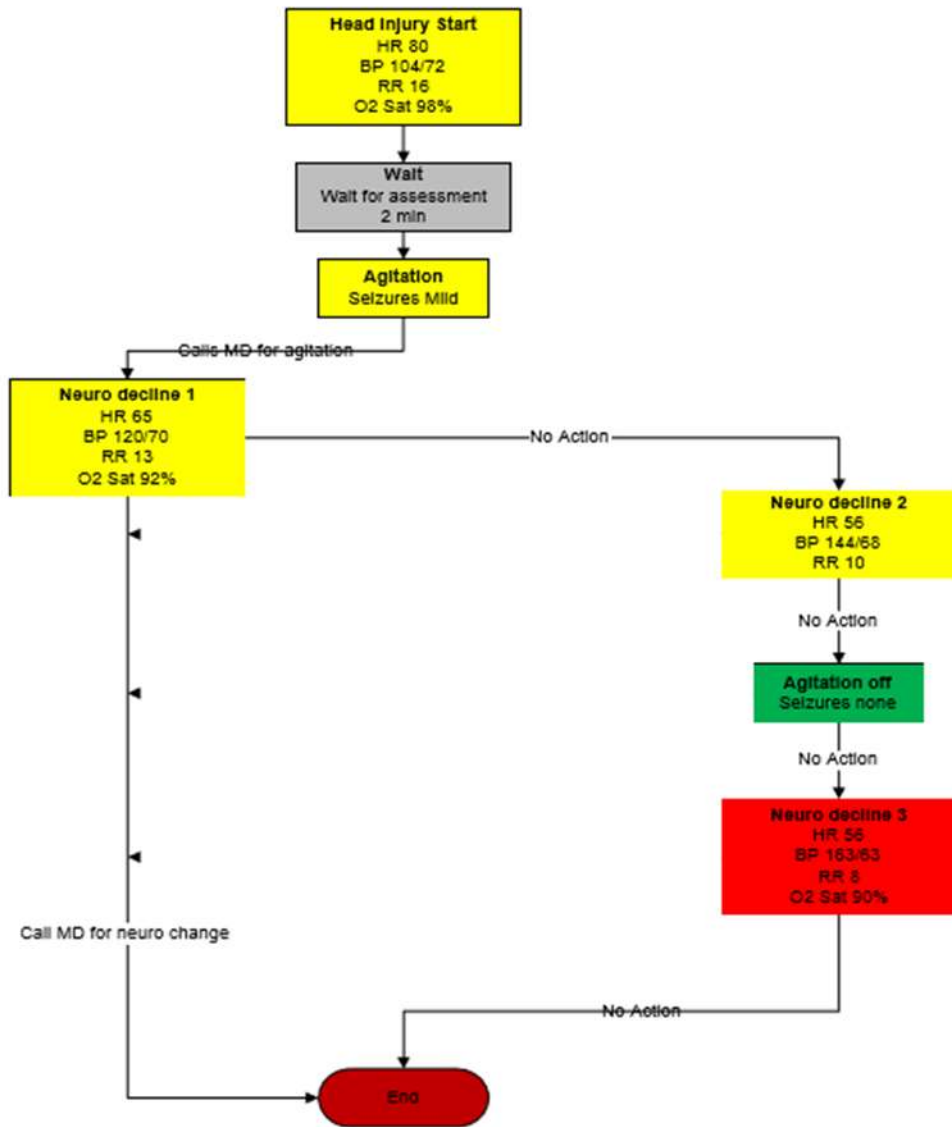 Head Injury Start
HR 80
BP 104/72
RR 16
O2 Sat 98%
Wait
Wait for assessment
2 min
Agitation
Seizures Mild
Calls MD for agitation
Neuro decline 1
HR 65
BP 120/70
RR 13
O2 Sat 92%
No Action
Neuro decline 2
HR 56
BP 144/68
RR 10
No Action
Agitation off
Seizures none
No Action
Neuro decline 3
HR 56
BP 163/63
RR 8
O2 Sat 90%
Call MD for neuro change
No Action
End